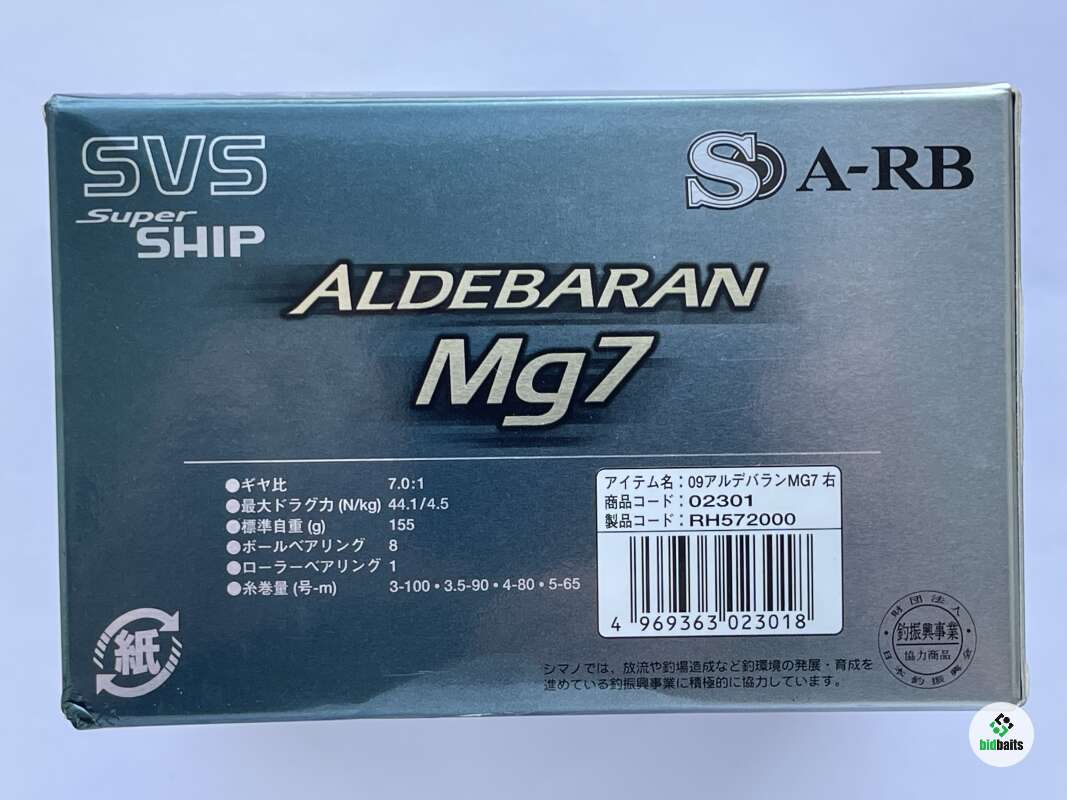 SVS
Super
SHIP
S A-RB
ALDEBARAN
Mg7
●ギヤ比 7.0:1
●最大ドラグ力 (N/kg) 44.1/4.5
●標準自重 (g) 155
●ボールベアリング 8
●ローラーベアリング 1
●糸巻量 (号-m) 3-100・3.5-90・4-80・5-65
アイテム名：09アルデバランMG7 右
商品コード：02301
製品コード：RH572000
4 969363 023018
紙
シマノでは、放流や釣場造成など釣環境の発展・育成を
進めている釣振興事業に積極的に協力しています。
財団法人
釣振興事業
協力商品
日本釣振興会
bidbaits